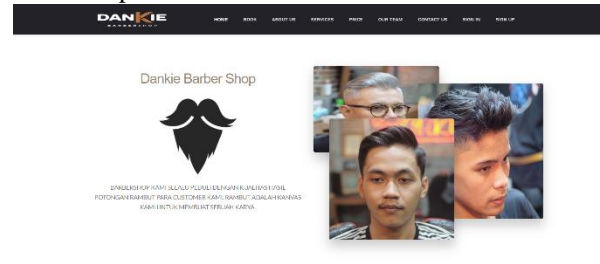 DANKIE
BARBERSHOP
HOME BOOK ABOUT US SERVICES PRICE OUR TEAM CONTACT US SIGN IN SIGN UP
Dankie Barber Shop
BARBERSHOP KAMI SELALU PEDULI DENGAN KUALITAS HASIL
POTONGAN RAMBUT PARA CUSTOMER KAMI. RAMBUT ADALAH KANVAS
KAMI UNTUK MEMBUAT SEBUAH KARYA.